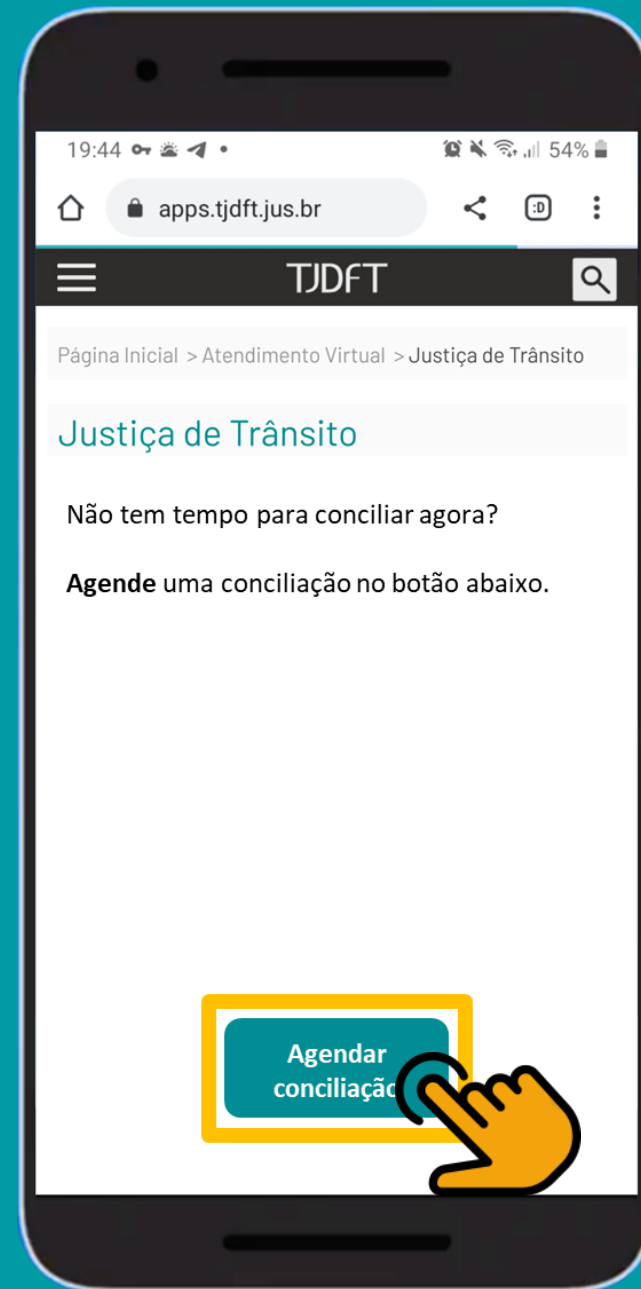 19:44
54%
apps.tjdft.jus.br
:D
TJDFT
Página Inicial > Atendimento Virtual > Justiça de Trânsito
Justiça de Trânsito
Não tem tempo para conciliar agora?
Agende uma conciliação no botão abaixo.
Agendar
conciliação